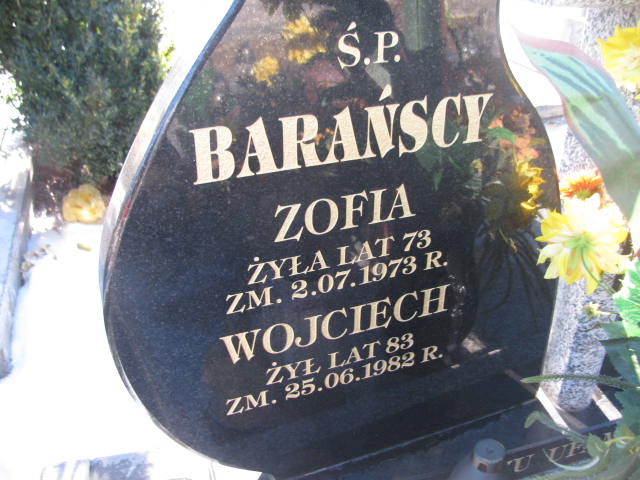 Ś.P.
BARAŃSCY
ZOFIA
ŻYŁA LAT 73
ZM. 2.07.1973 R.
WOJCIECH
ŻYŁ LAT 83
ZM. 25.06.1982 R.
U